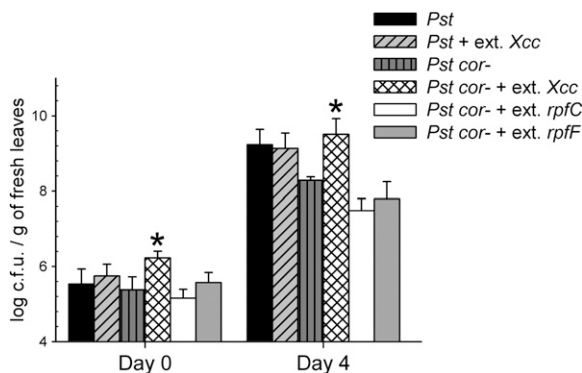 Pst
Pst + ext. Xcc
Pst cor-
Pst cor- + ext. Xcc
Pst cor- + ext. rpfC
Pst cor- + ext. rpfF
log c.f.u. / g of fresh leaves
10
8
6
4
*
*
Day 0
Day 4